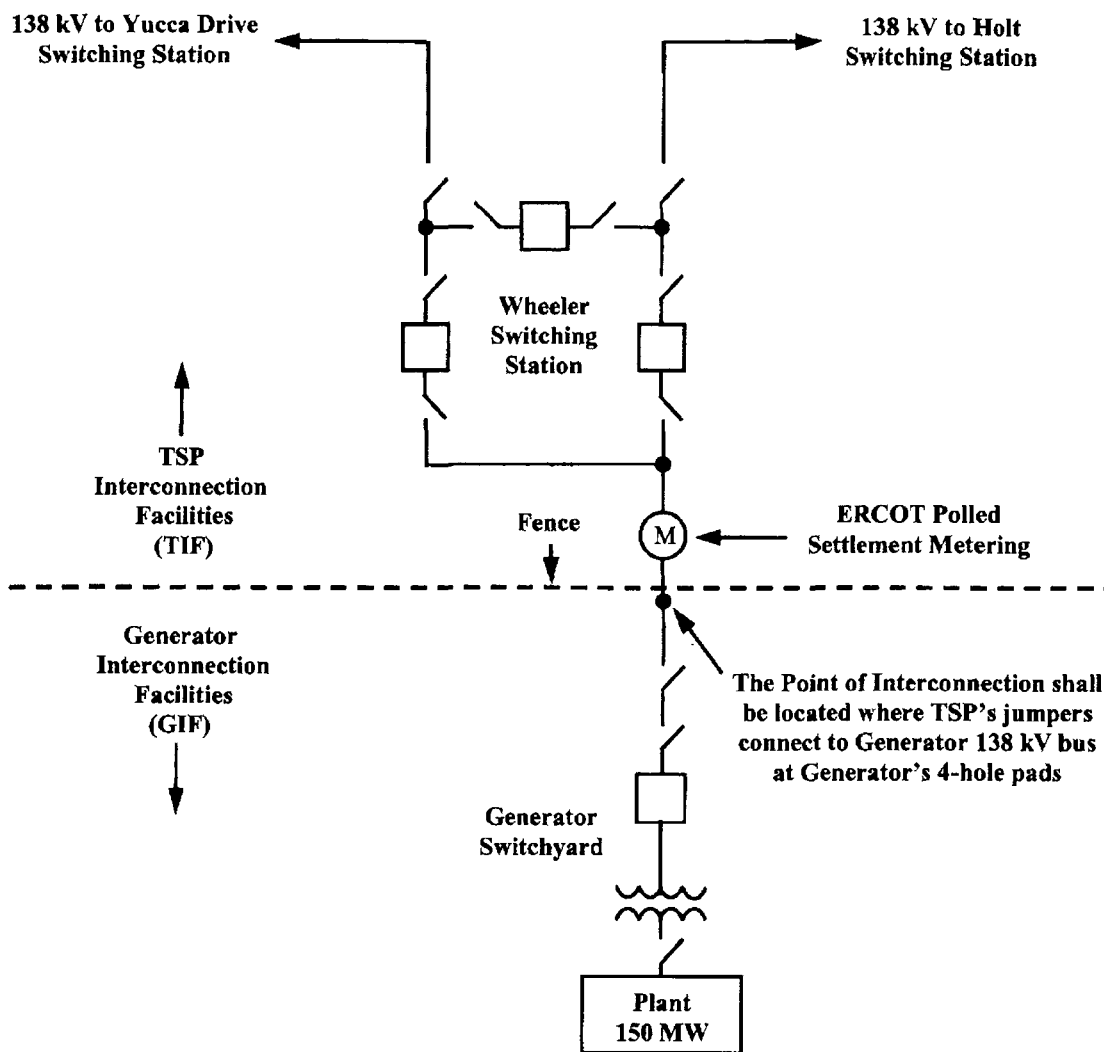 138 kV to Yucca Drive
Switching Station
138 kV to Holt
Switching Station
Wheeler
Switching
Station
TSP
Interconnection
Facilities
(TIF)
Fence
M
ERCOT Polled
Settlement Metering
Generator
Interconnection
Facilities
(GIF)
The Point of Interconnection shall
be located where TSP's jumpers
connect to Generator 138 kV bus
at Generator's 4-hole pads
Generator
Switchyard
Plant
150 MW